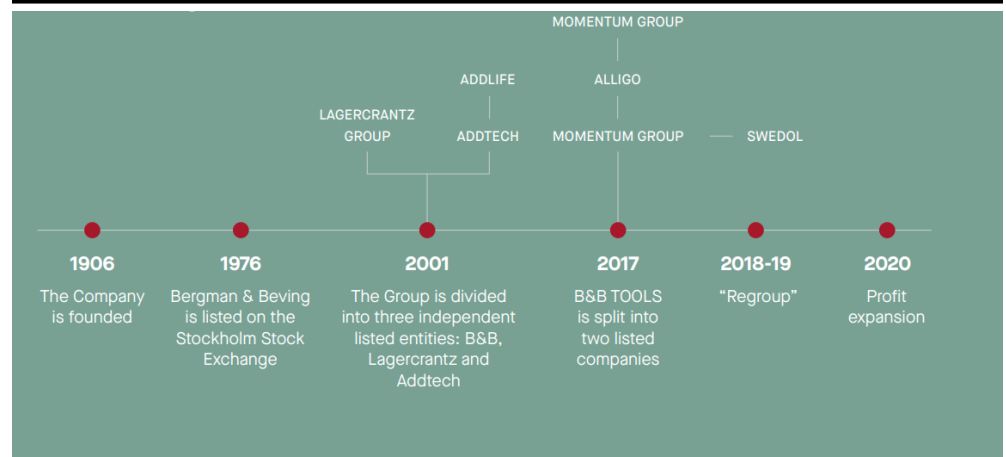 MOMENTUM GROUP
ADDLIFE
ALLIGO
LAGERCRANTZ
GROUP
ADDTECH
MOMENTUM GROUP
SWEDOL
1906
The Company
is founded
1976
Bergman & Beving
is listed on the
Stockholm Stock
Exchange
2001
The Group is divided
into three independent
listed entities: B&B,
Lagercrantz and
Addtech
2017
B&B TOOLS
is split into
two listed
companies
2018-19
“Regroup”
2020
Profit
expansion